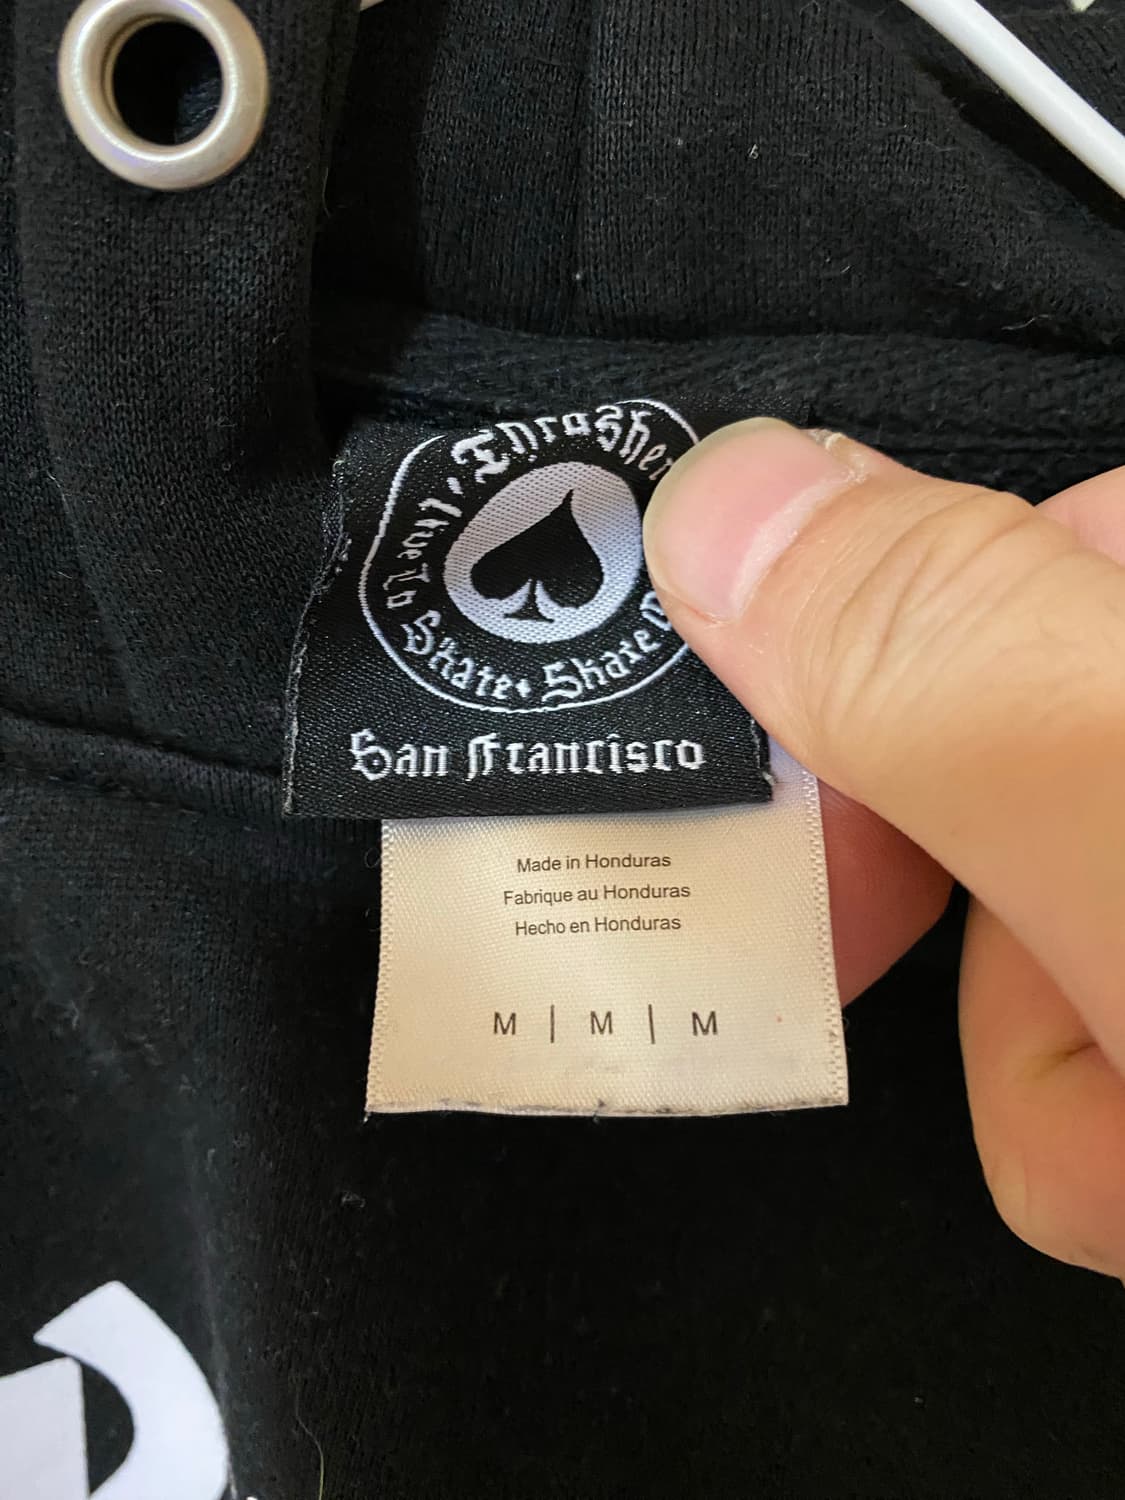 Thrasher
Live to Skate • Skate
San Francisco
Made in Honduras
Fabrique au Honduras
Hecho en Honduras
M | M | M